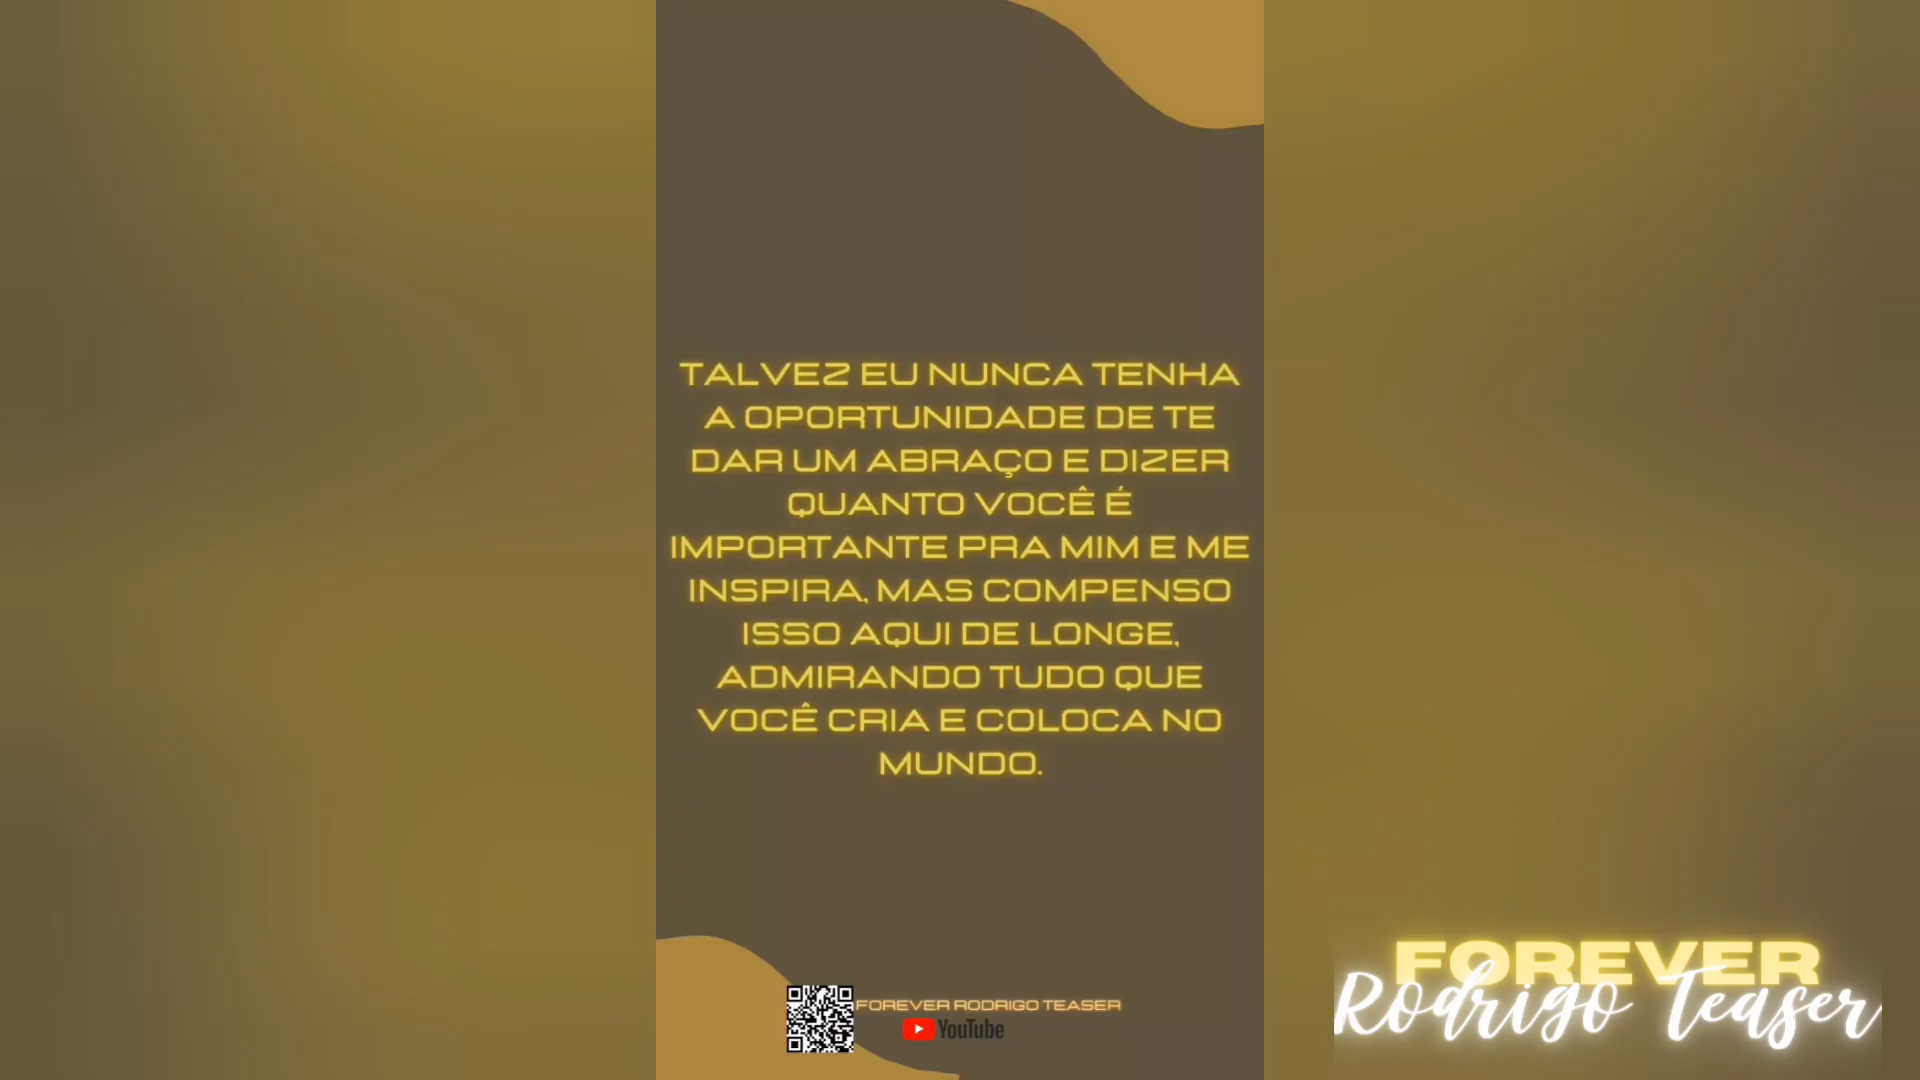 TALVEZ EU NUNCA TENHA
A OPORTUNIDADE DE TE
DAR UM ABRAÇO E DIZER
QUANTO VOCÊ É
IMPORTANTE PRA MIM E ME
INSPIRA, MAS COMPENSO
ISSO AQUI DE LONGE,
ADMIRANDO TUDO QUE
VOCÊ CRIA E COLOCA NO
MUNDO.
FOREVER RODRIGO TEASER
YouTube
FOREVER
Rodrigo Teaser